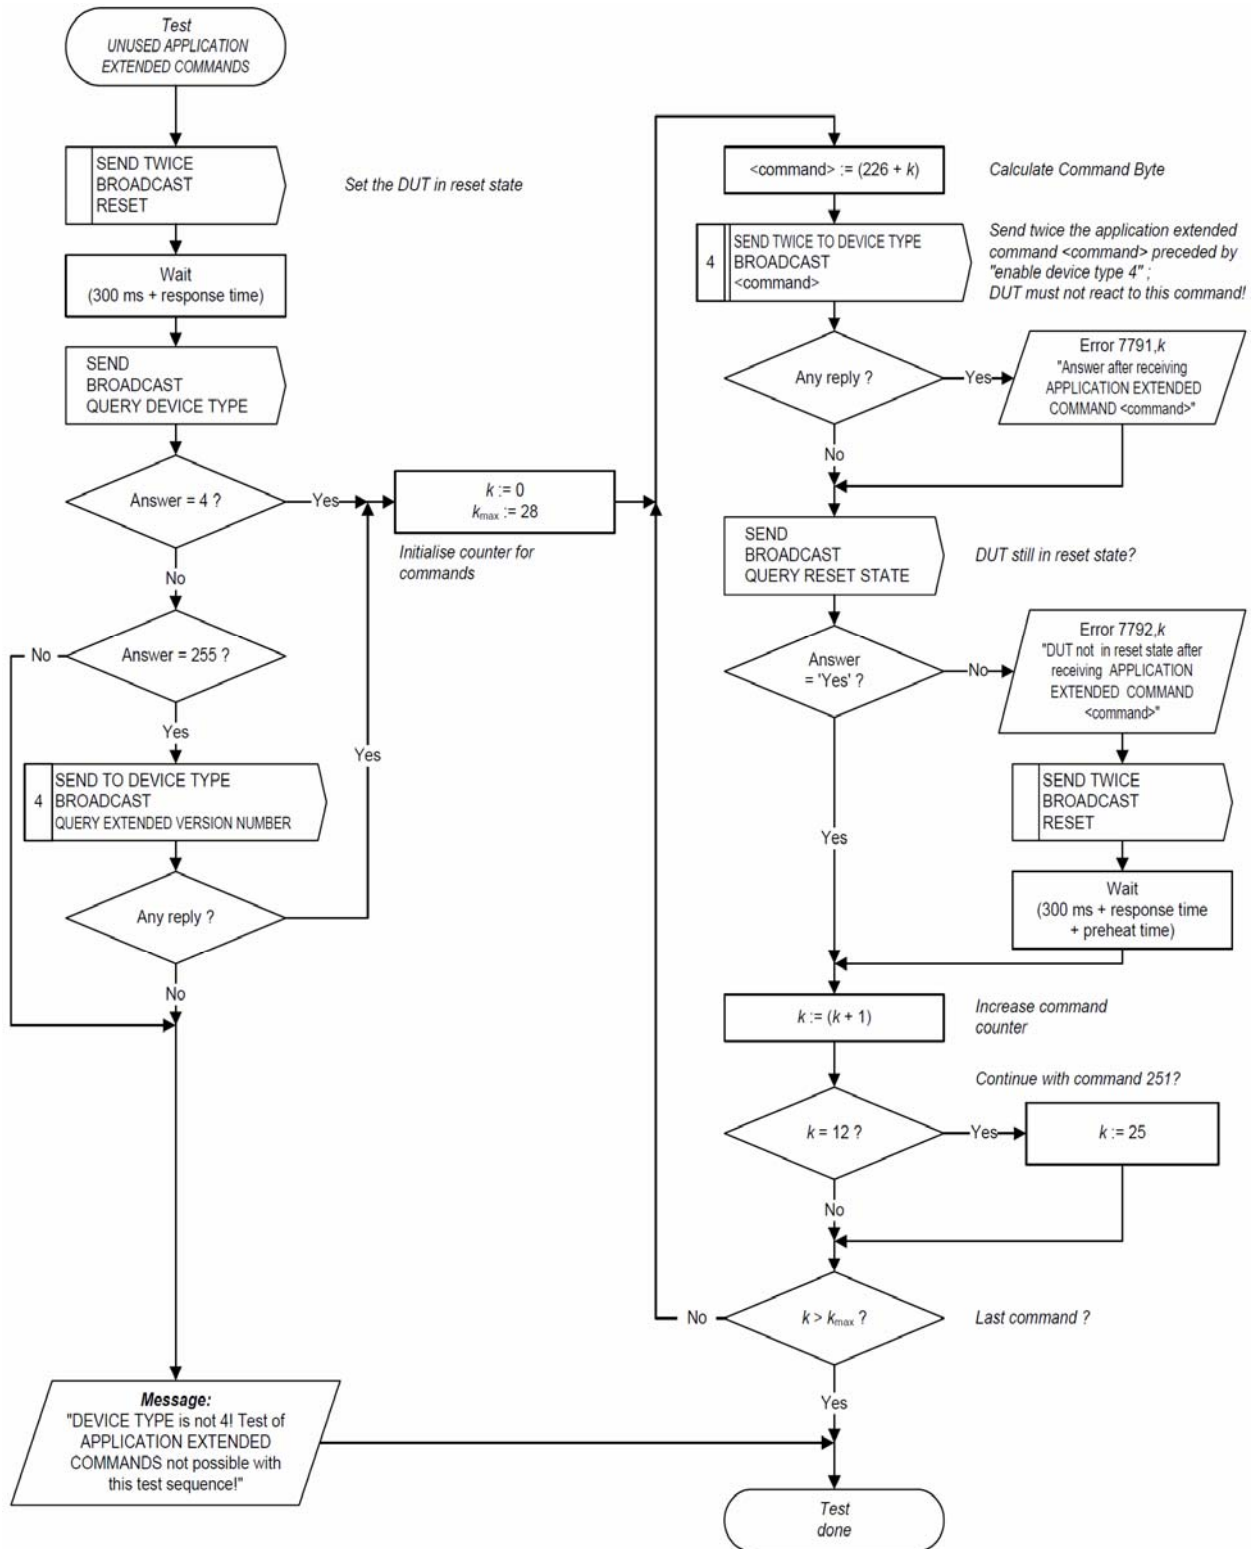 Test
UNUSED APPLICATION
EXTENDED COMMANDS
SEND TWICE
BROADCAST
RESET
Set the DUT in reset state
Wait
(300 ms + response time)
SEND
BROADCAST
QUERY DEVICE TYPE
Answer = 4 ?
Yes
No
Answer = 255 ?
No
Yes
4
SEND TO DEVICE TYPE
BROADCAST
QUERY EXTENDED VERSION NUMBER
Any reply ?
Yes
No
Message:
"DEVICE TYPE is not 4! Test of
APPLICATION EXTENDED
COMMANDS not possible with
this test sequence!"
k := 0
kmax := 28
Initialise counter for
commands
<command> := (226 + k)
Calculate Command Byte
4
SEND TWICE TO DEVICE TYPE
BROADCAST
<command>
Send twice the application extended
command <command> preceded by
"enable device type 4" ;
DUT must not react to this command!
Any reply ?
Yes
Error 7791,k
"Answer after receiving
APPLICATION EXTENDED
COMMAND <command>"
No
SEND
BROADCAST
QUERY RESET STATE
DUT still in reset state?
Answer
= 'Yes' ?
No
Error 7792,k
"DUT not in reset state after
receiving APPLICATION
EXTENDED COMMAND
<command>"
SEND TWICE
BROADCAST
RESET
Yes
Wait
(300 ms + response time
+ preheat time)
k := (k + 1)
Increase command
counter
Continue with command 251?
k = 12 ?
Yes
k := 25
No
k > kmax ?
No
Last command ?
Yes
Test
done